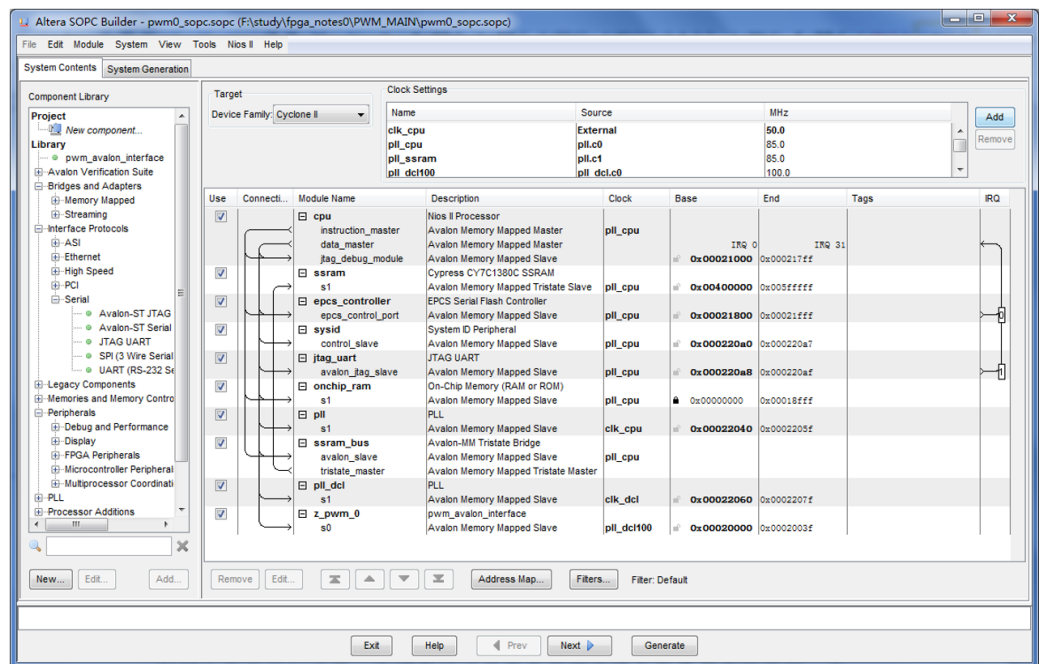 Altera SOPC Builder - pwm0_sopc.sopc (F:\study\fpga_notes0\PWM_MAIN\pwm0_sopc.sopc)
File Edit Module System View Tools Nios II Help
System Contents System Generation
Component Library
Project
New component...
Library
pwm_avalon_interface
Avalon Verification Suite
Bridges and Adapters
Memory Mapped
Streaming
Interface Protocols
ASI
Ethernet
High Speed
PCI
Serial
Avalon-ST JTAG
Avalon-ST Serial
JTAG UART
SPI (3 Wire Serial
UART (RS-232 Se
Legacy Components
Memories and Memory Contro
Peripherals
Debug and Performance
Display
FPGA Peripherals
Microcontroller Peripheral
Multiprocessor Coordinati
PLL
Processor Additions
New... Edit... Add...
Target
Device Family: Cyclone II
Clock Settings
Name Source MHz
clk_cpu External 50.0
pll_cpu pll.c0 85.0
pll_ssram pll.c1 85.0
pll_dcl100 pll_dcl.c0 100.0
Add
Remove
Use Connecti... Module Name Description Clock Base End Tags IRQ
cpu Nios II Processor
instruction_master Avalon Memory Mapped Master pll_cpu
data_master Avalon Memory Mapped Master IRQ 0 IRQ 31
jtag_debug_module Avalon Memory Mapped Slave 0x00021000 0x000217ff
ssram Cypress CY7C1380C SSRAM
s1 Avalon Memory Mapped Tristate Slave pll_cpu 0x00400000 0x005fffff
epcs_controller EPCS Serial Flash Controller
epcs_control_port Avalon Memory Mapped Slave pll_cpu 0x00021800 0x00021fff 0
sysid System ID Peripheral
control_slave Avalon Memory Mapped Slave pll_cpu 0x000220a0 0x000220a7
jtag_uart JTAG UART
avalon_jtag_slave Avalon Memory Mapped Slave pll_cpu 0x000220a8 0x000220af 1
onchip_ram On-Chip Memory (RAM or ROM)
s1 Avalon Memory Mapped Slave pll_cpu 0x00000000 0x00018fff
pll PLL
s1 Avalon Memory Mapped Slave clk_cpu 0x00022040 0x0002205f
ssram_bus Avalon-MM Tristate Bridge
avalon_slave Avalon Memory Mapped Slave pll_cpu
tristate_master Avalon Memory Mapped Tristate Master
pll_dcl PLL
s1 Avalon Memory Mapped Slave clk_dcl 0x00022060 0x0002207f
z_pwm_0 pwm_avalon_interface
s0 Avalon Memory Mapped Slave pll_dcl100 0x00020000 0x0002003f
Remove Edit... Address Map... Filters... Filter: Default
Exit Help Prev Next Generate